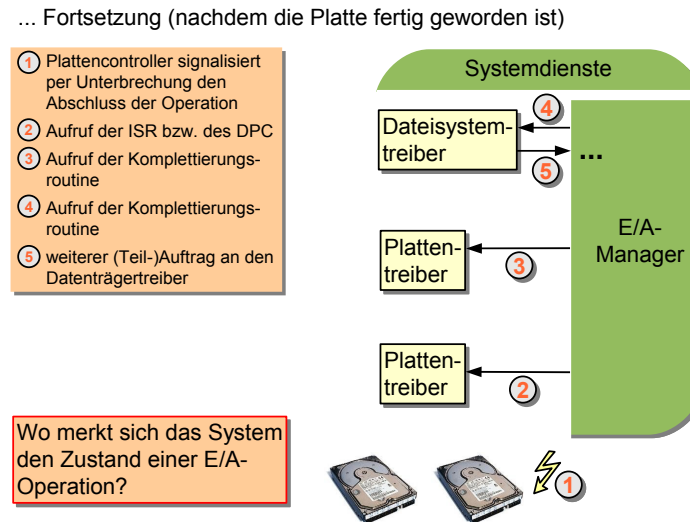 ... Fortsetzung (nachdem die Platte fertig geworden ist)
1 Plattencontroller signalisiert
per Unterbrechung den
Abschluss der Operation
2 Aufruf der ISR bzw. des DPC
3 Aufruf der Komplettierungs-
routine
4 Aufruf der Komplettierungs-
routine
5 weiterer (Teil-)Auftrag an den
Datenträgertreiber
Systemdienste
4
Dateisystem-
treiber
5
...
E/A-
Manager
Platten-
treiber
3
Platten-
treiber
2
Wo merkt sich das System
den Zustand einer E/A-
Operation?
1